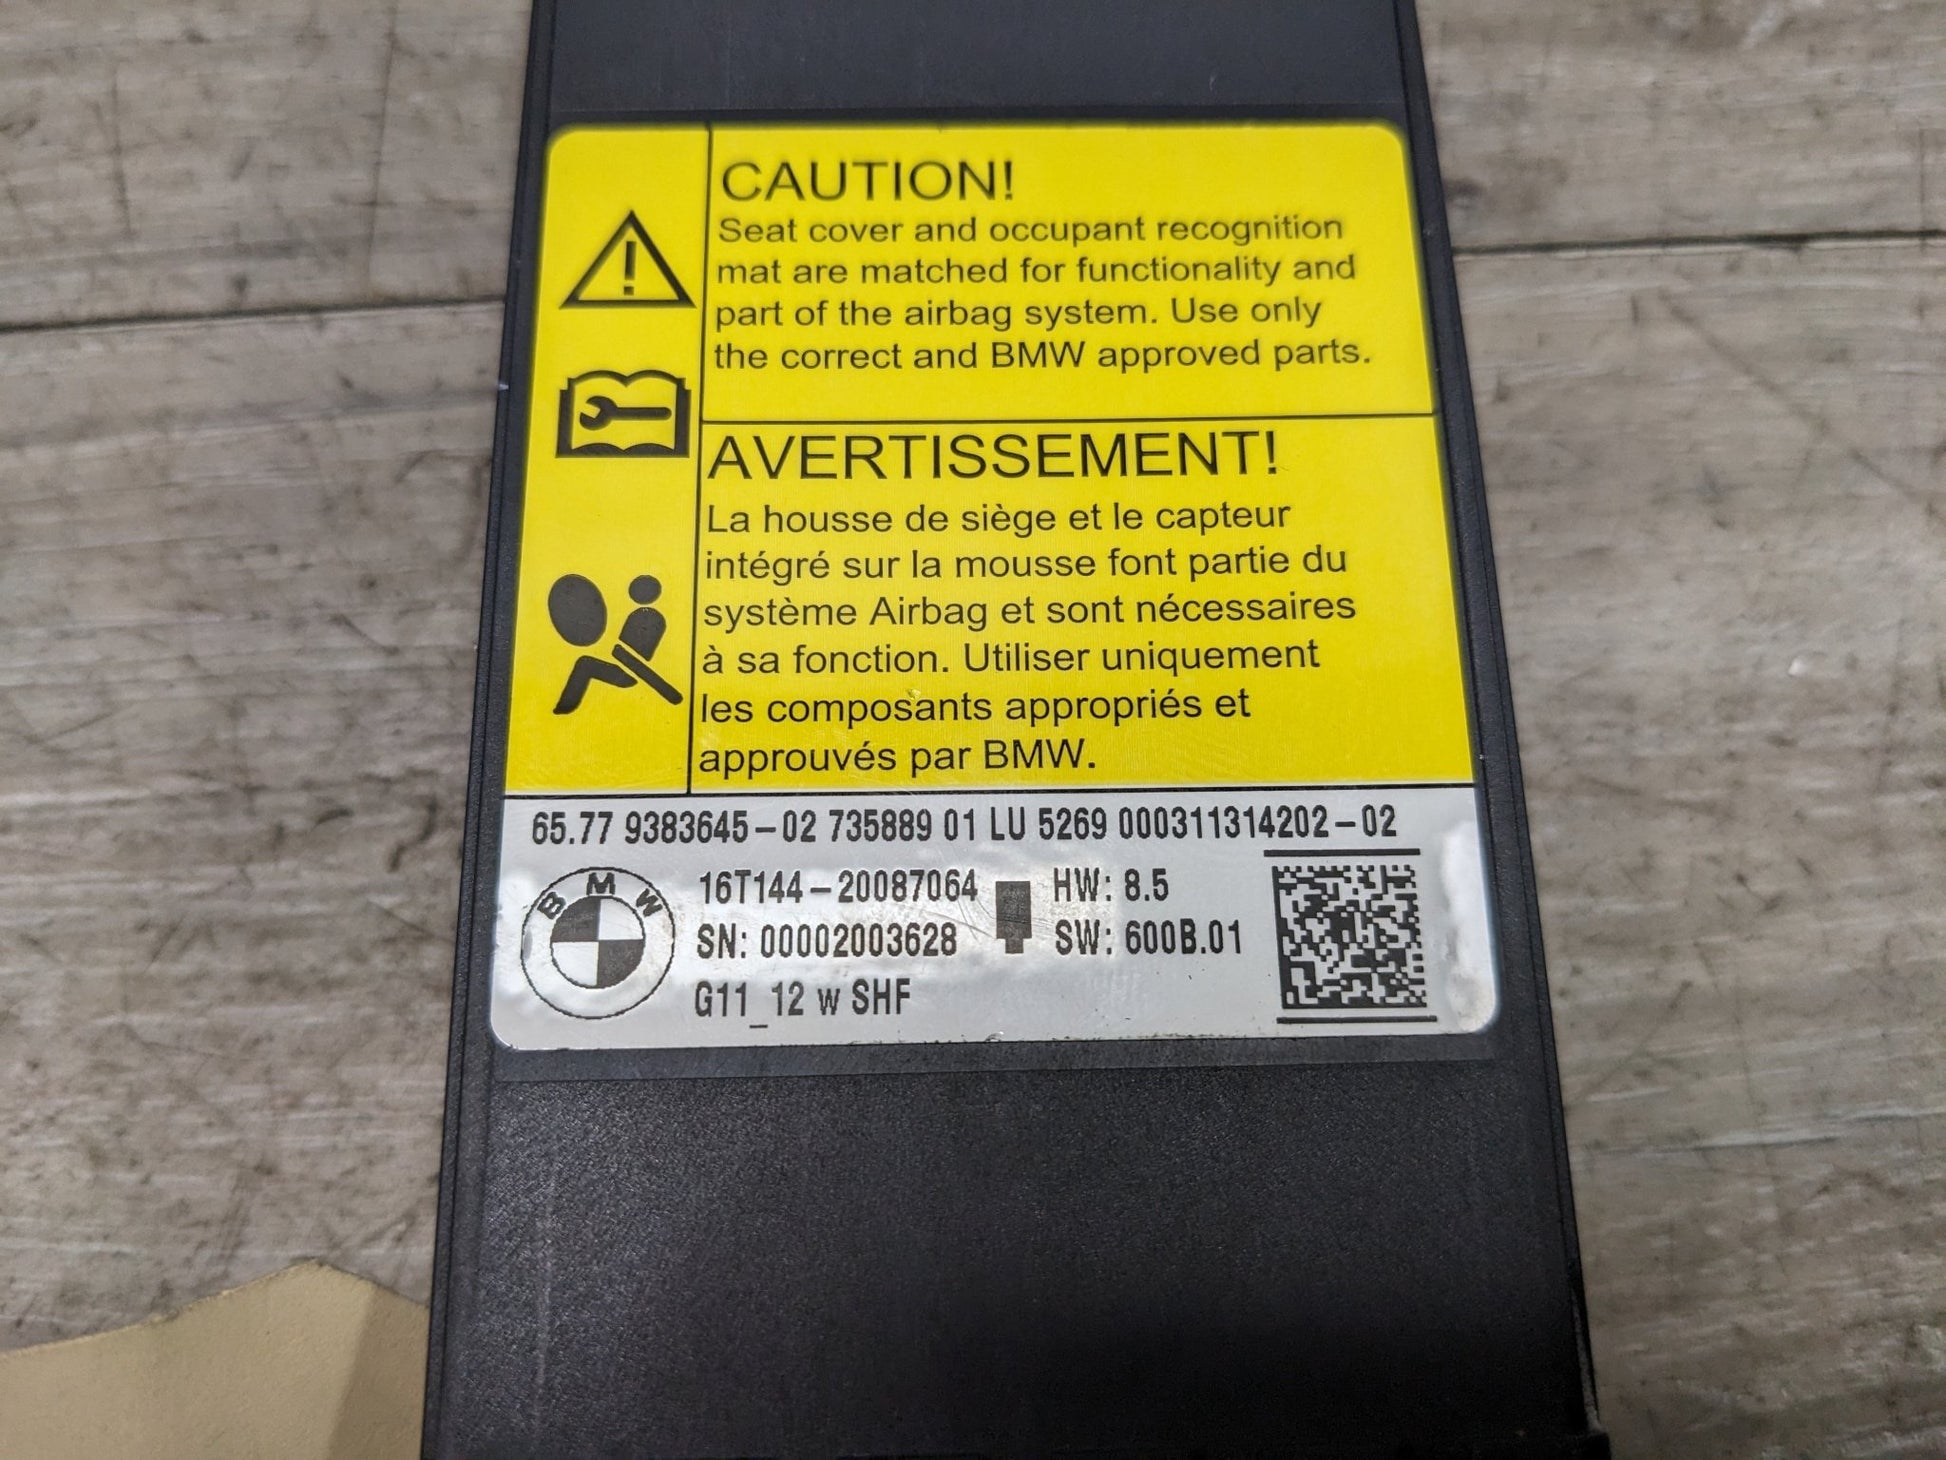 CAUTION!
Seat cover and occupant recognition
mat are matched for functionality and
part of the airbag system. Use only
the correct and BMW approved parts.
AVERTISSEMENT!
La housse de siège et le capteur
intégré sur la mousse font partie du
système Airbag et sont nécessaires
à sa fonction. Utiliser uniquement
les composants appropriés et
approuvés par BMW.
65.77 9383645-02 735889 01 LU 5269 000311314202-02
BMW
16T144-20087064 HW: 8.5
SN: 00002003628 SW: 600B.01
G11_12 w SHF